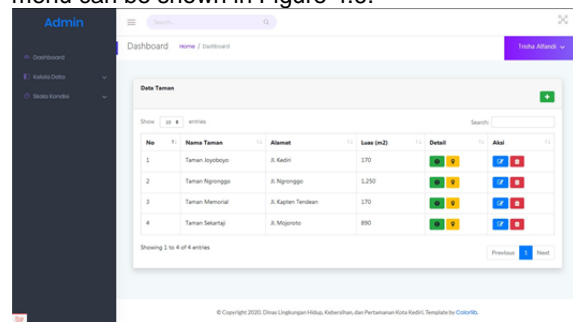 menu can be shown in Figure 4.6.
Admin
Search...
Dashboard Home / Dashboard
Trisha Alfandi
Dashboard
Kelola Data
Skala Kondisi
Data Taman
Show 10 entries
Search:
No Nama Taman Alamat Luas (m2) Detail Aksi
1 Taman Joyoboyo Jl. Kediri 170
2 Taman Ngronggo Jl. Ngronggo 1.250
3 Taman Memorial Jl. Kapten Tendean 170
4 Taman Sekartaji Jl. Mojoroto 890
Showing 1 to 4 of 4 entries
Previous 1 Next
© Copyright 2020. Dinas Lingkungan Hidup, Kebersihan, dan Pertamanan Kota Kediri. Template by Colorlib.